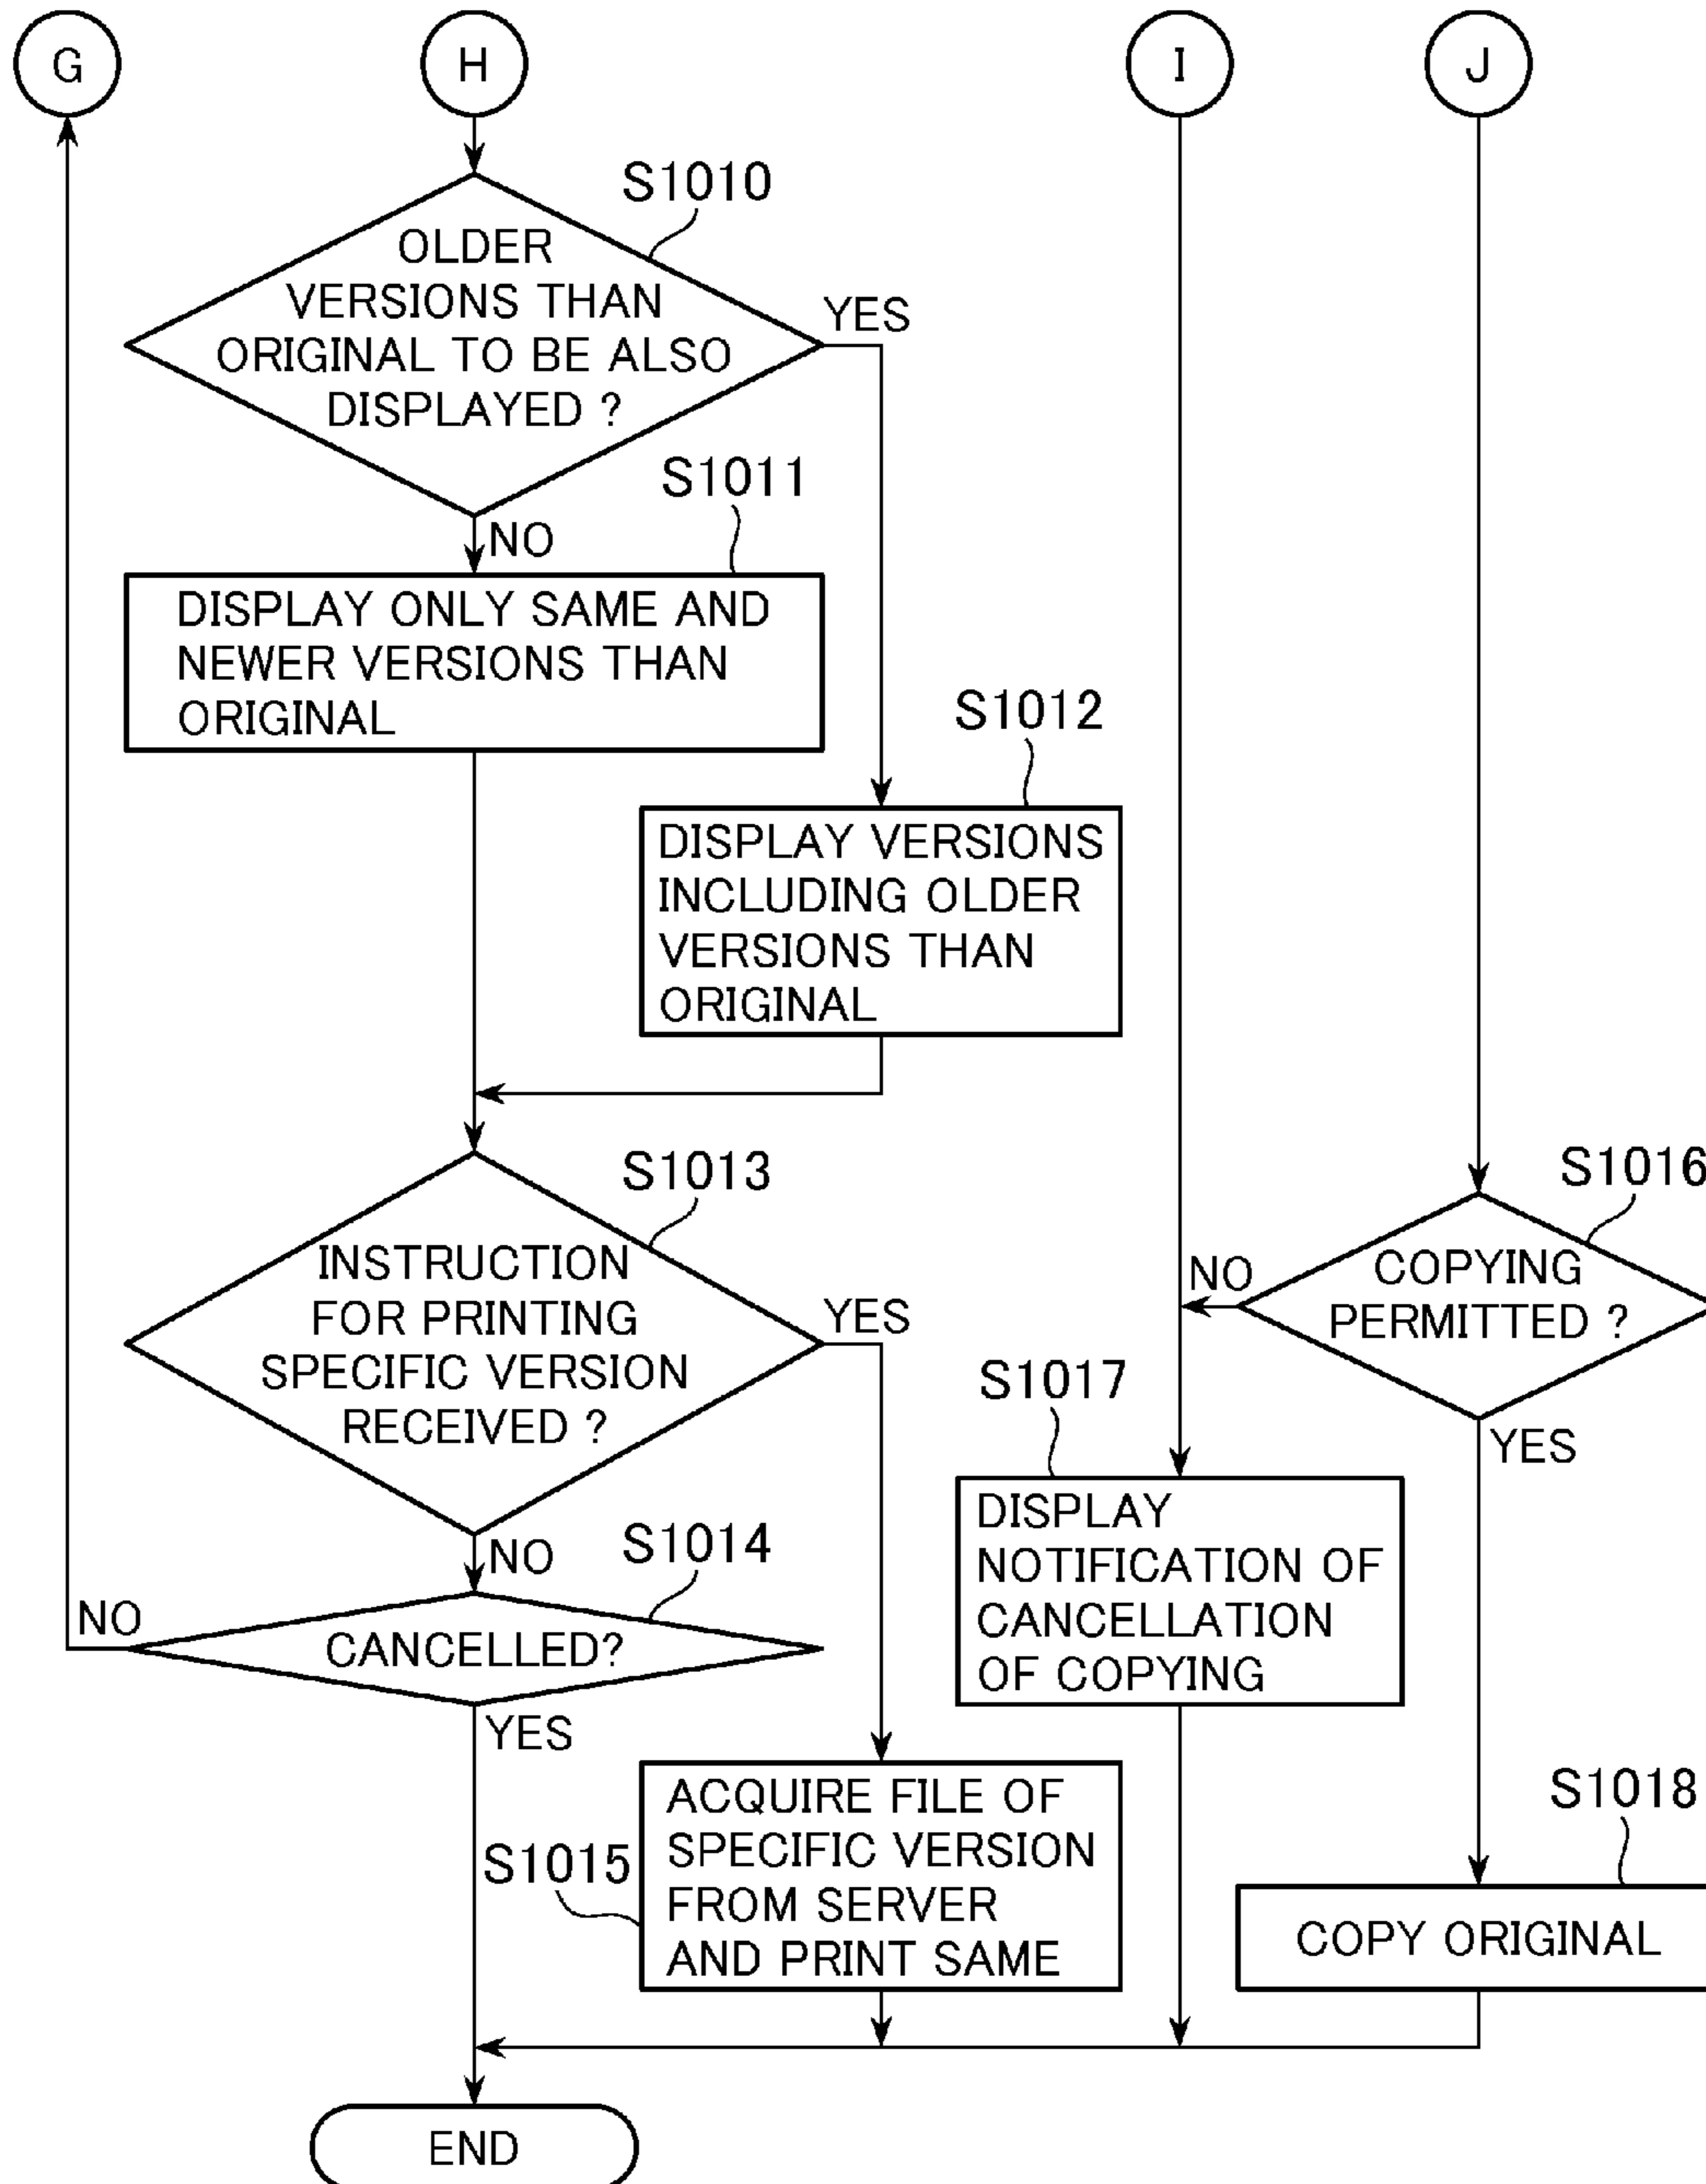 G
H
I
J
S1010
OLDER
VERSIONS THAN
ORIGINAL TO BE ALSO
DISPLAYED ?
YES
NO
S1011
DISPLAY ONLY SAME AND
NEWER VERSIONS THAN
ORIGINAL
S1012
DISPLAY VERSIONS
INCLUDING OLDER
VERSIONS THAN
ORIGINAL
S1013
INSTRUCTION
FOR PRINTING
SPECIFIC VERSION
RECEIVED ?
YES
NO
S1016
COPYING
PERMITTED ?
NO
YES
S1014
CANCELLED?
NO
YES
S1017
DISPLAY
NOTIFICATION OF
CANCELLATION
OF COPYING
S1015
ACQUIRE FILE OF
SPECIFIC VERSION
FROM SERVER
AND PRINT SAME
S1018
COPY ORIGINAL
END